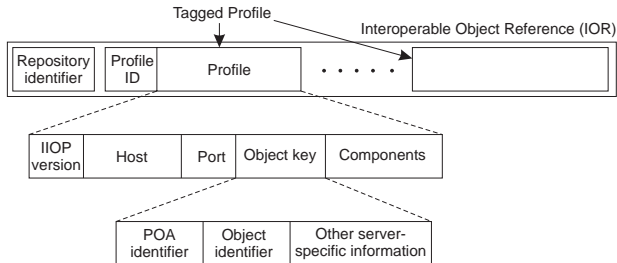 Tagged Profile
Interoperable Object Reference (IOR)
Repository
identifier
Profile
ID
Profile
IIOP
version
Host
Port
Object key
Components
POA
identifier
Object
identifier
Other server-
specific information